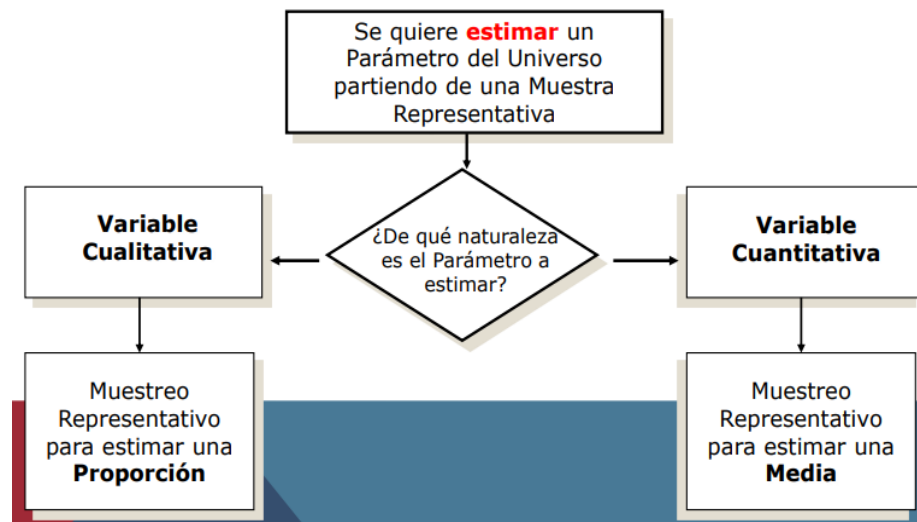 Se quiere estimar un
Parámetro del Universo
partiendo de una Muestra
Representativa
Variable
Cualitativa
¿De qué naturaleza
es el Parámetro a
estimar?
Variable
Cuantitativa
Muestreo
Representativo
para estimar una
Proporción
Muestreo
Representativo
para estimar una
Media